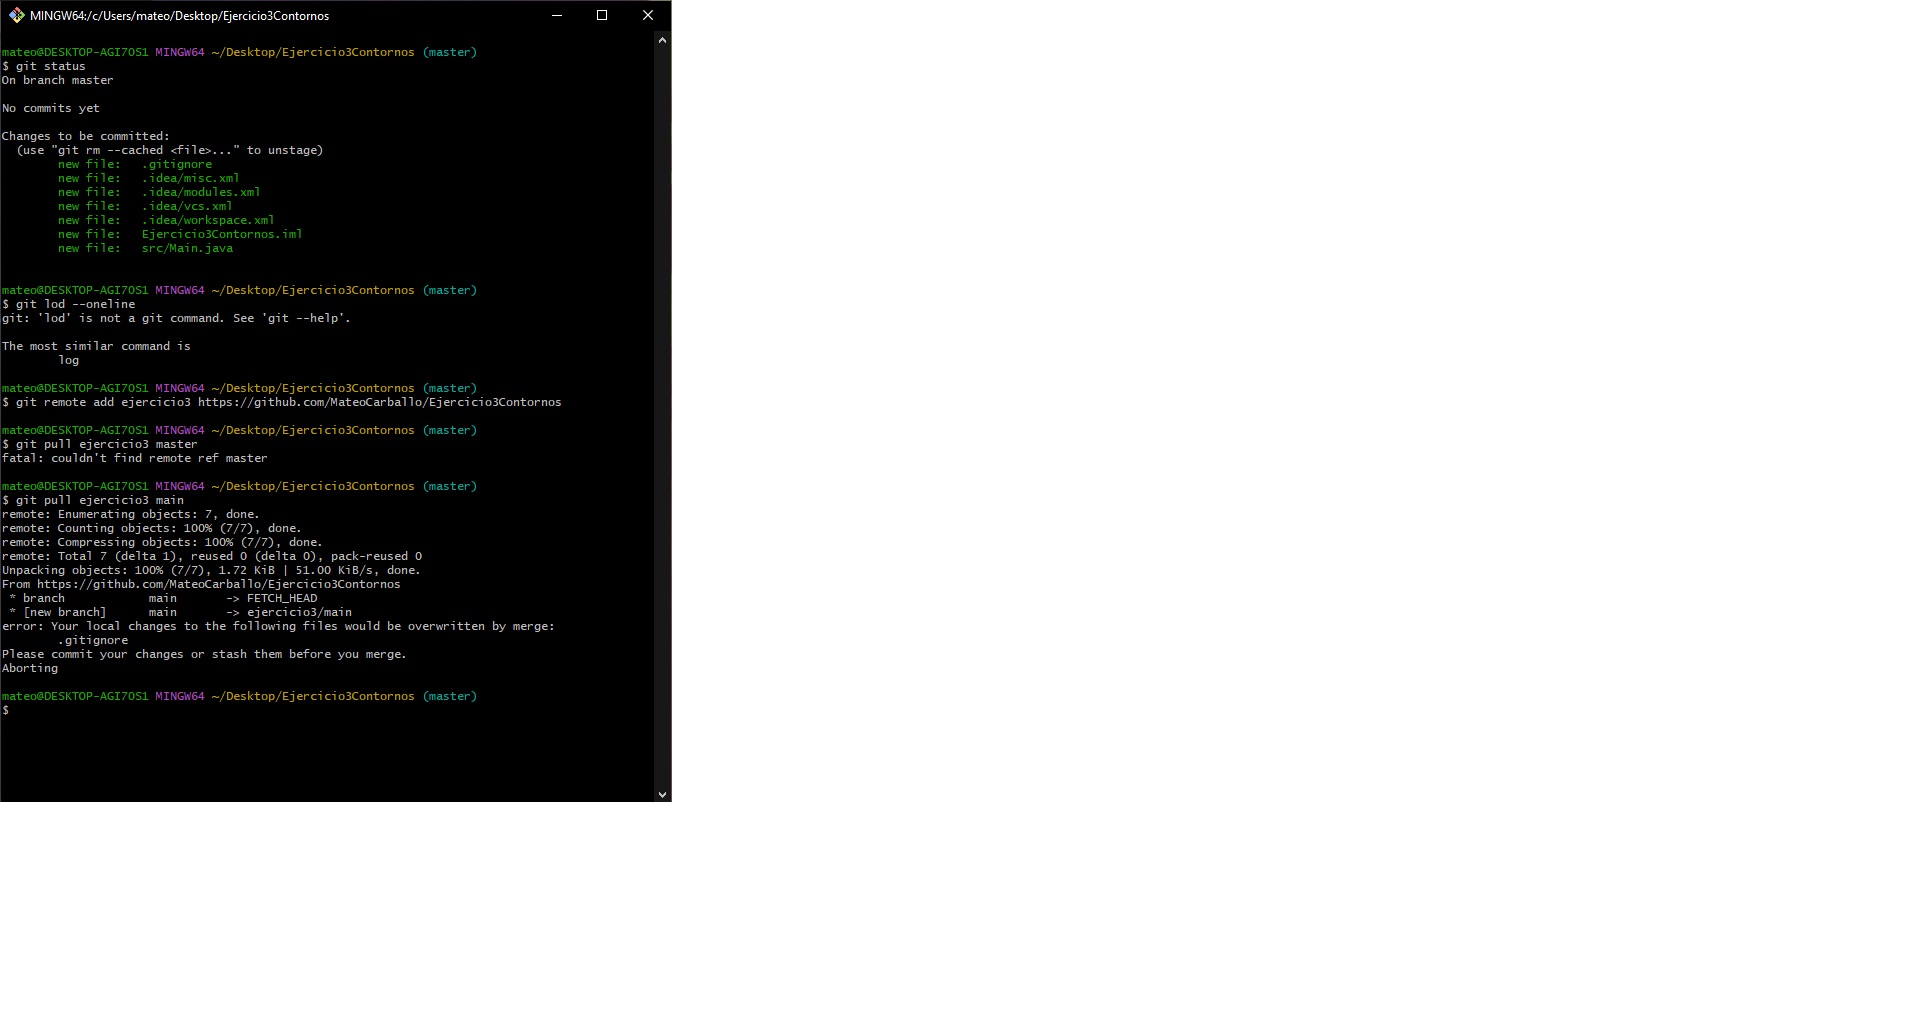 MINGW64:/c/Users/mateo/Desktop/Ejercicio3Contornos
mateo@DESKTOP-AGI7OS1 MINGW64 ~/Desktop/Ejercicio3Contornos (master)
$ git status
On branch master
No commits yet
Changes to be committed:
  (use "git rm --cached <file>..." to unstage)
        new file:   .gitignore
        new file:   .idea/misc.xml
        new file:   .idea/modules.xml
        new file:   .idea/vcs.xml
        new file:   .idea/workspace.xml
        new file:   Ejercicio3Contornos.iml
        new file:   src/Main.java
mateo@DESKTOP-AGI7OS1 MINGW64 ~/Desktop/Ejercicio3Contornos (master)
$ git lod --oneline
git: 'lod' is not a git command. See 'git --help'.
The most similar command is
        log
mateo@DESKTOP-AGI7OS1 MINGW64 ~/Desktop/Ejercicio3Contornos (master)
$ git remote add ejercicio3 https://github.com/MateoCarballo/Ejercicio3Contornos
mateo@DESKTOP-AGI7OS1 MINGW64 ~/Desktop/Ejercicio3Contornos (master)
$ git pull ejercicio3 master
fatal: couldn't find remote ref master
mateo@DESKTOP-AGI7OS1 MINGW64 ~/Desktop/Ejercicio3Contornos (master)
$ git pull ejercicio3 main
remote: Enumerating objects: 7, done.
remote: Counting objects: 100% (7/7), done.
remote: Compressing objects: 100% (7/7), done.
remote: Total 7 (delta 1), reused 0 (delta 0), pack-reused 0
Unpacking objects: 100% (7/7), 1.72 KiB | 51.00 KiB/s, done.
From https://github.com/MateoCarballo/Ejercicio3Contornos
 * branch            main       -> FETCH_HEAD
 * [new branch]      main       -> ejercicio3/main
error: Your local changes to the following files would be overwritten by merge:
        .gitignore
Please commit your changes or stash them before you merge.
Aborting
mateo@DESKTOP-AGI7OS1 MINGW64 ~/Desktop/Ejercicio3Contornos (master)
$